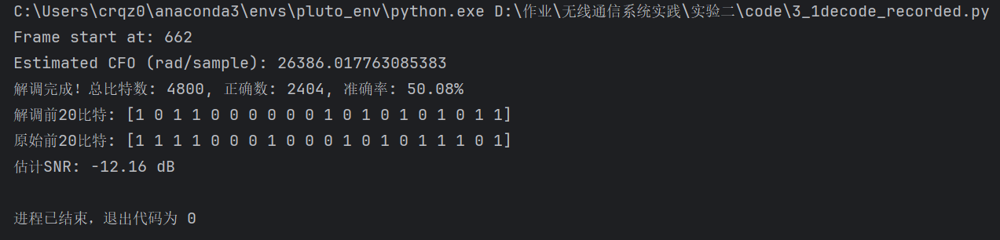 C:\Users\crqz0\anaconda3\envs\pluto_env\python.exe D:\作业\无线通信系统实践\实验二\code\3_1decode_recorded.py
Frame start at: 662
Estimated CFO (rad/sample): 26386.017763085383
解调完成！总比特数: 4800, 正确数: 2404, 准确率: 50.08%
解调前20比特: [1 0 1 1 0 0 0 0 0 0 1 0 1 0 1 0 1 0 1 1]
原始前20比特: [1 1 1 1 0 0 0 1 0 0 0 1 0 1 0 1 1 1 0 1]
估计SNR: -12.16 dB
进程已结束，退出代码为 0